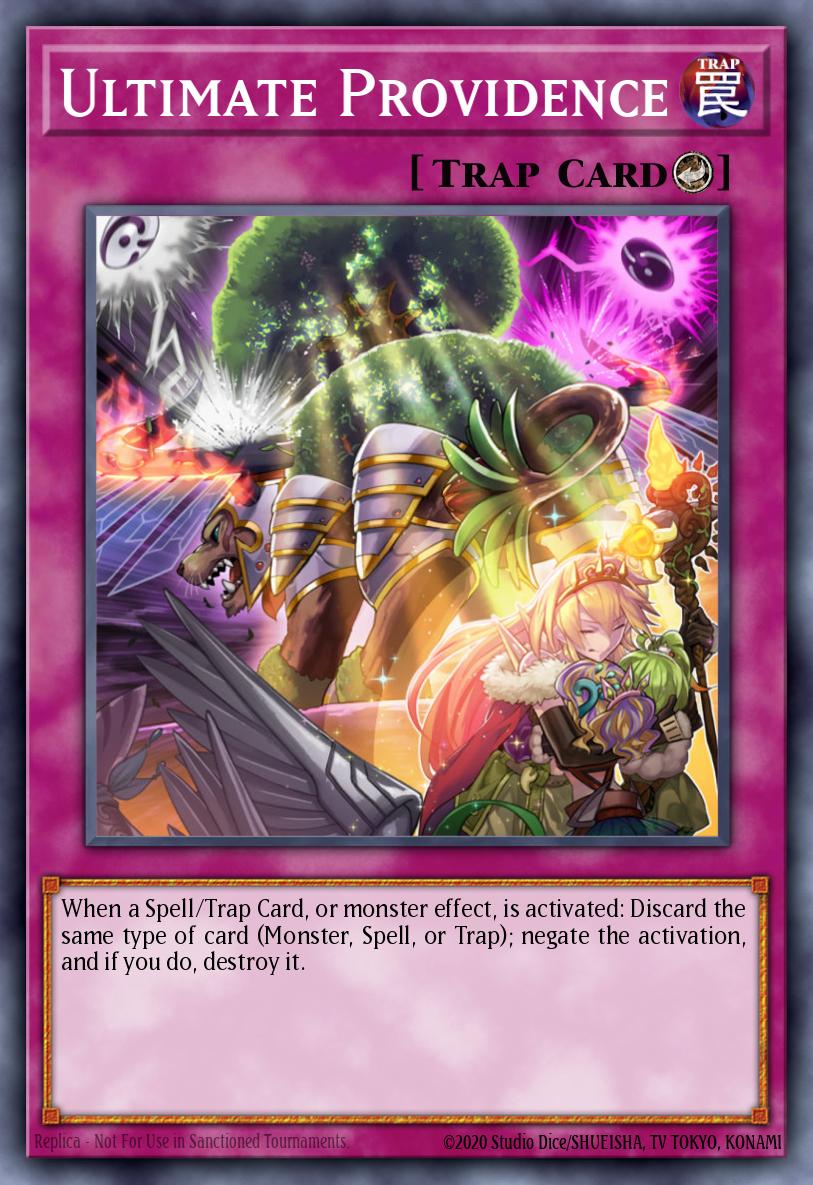 ULTIMATE PROVIDENCE
TRAP
罠
[ TRAP CARD ]
When a Spell/Trap Card, or monster effect, is activated: Discard the
same type of card (Monster, Spell, or Trap); negate the activation,
and if you do, destroy it.
Replica - Not For Use in Sanctioned Tournaments.
©2020 Studio Dice/SHUEISHA, TV TOKYO, KONAMI